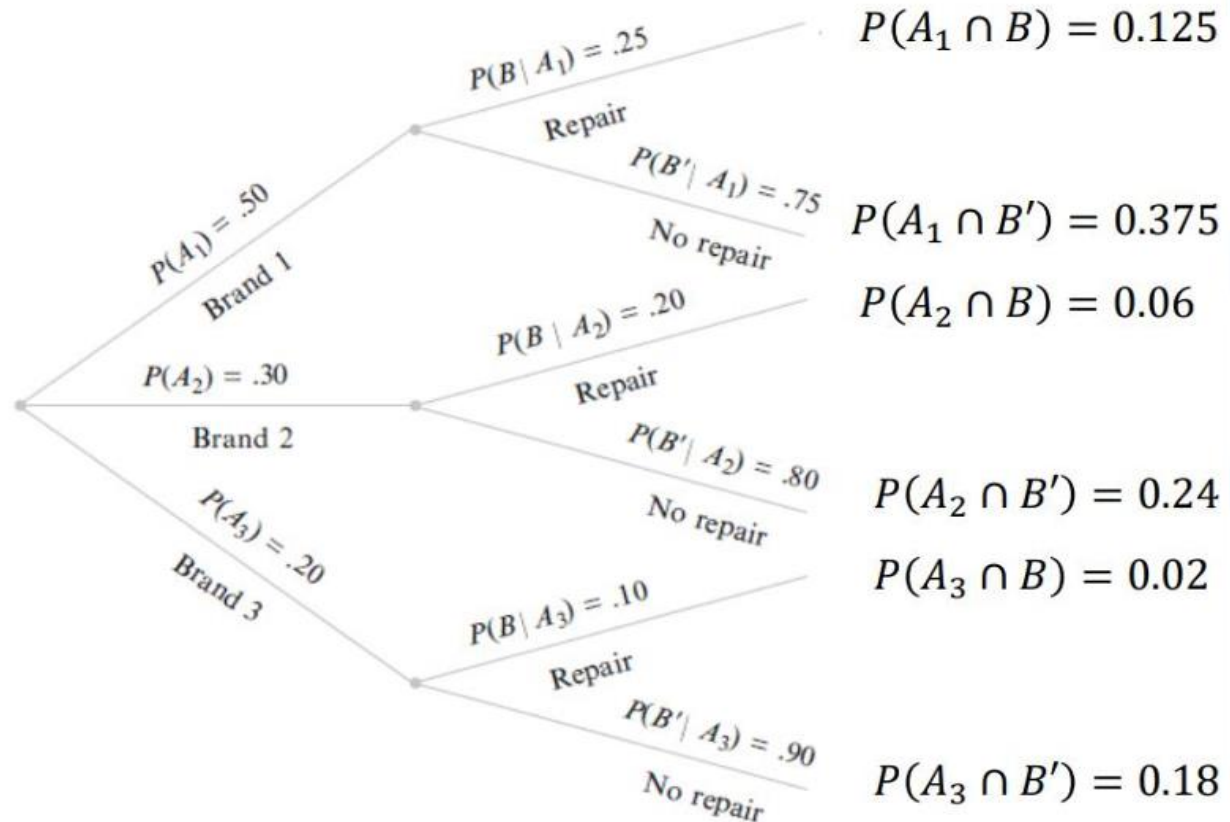 P(B | A₁) = .25
P(A₁ ∩ B) = 0.125
Repair
P(B′ | A₁) = .75
P(A₁ ∩ B′) = 0.375
No repair
P(A₁) = .50
Brand 1
P(B | A₂) = .20
P(A₂ ∩ B) = 0.06
Repair
P(A₂) = .30
Brand 2
P(B′ | A₂) = .80
P(A₂ ∩ B′) = 0.24
No repair
P(A₃) = .20
Brand 3
P(B | A₃) = .10
P(A₃ ∩ B) = 0.02
Repair
P(B′ | A₃) = .90
P(A₃ ∩ B′) = 0.18
No repair